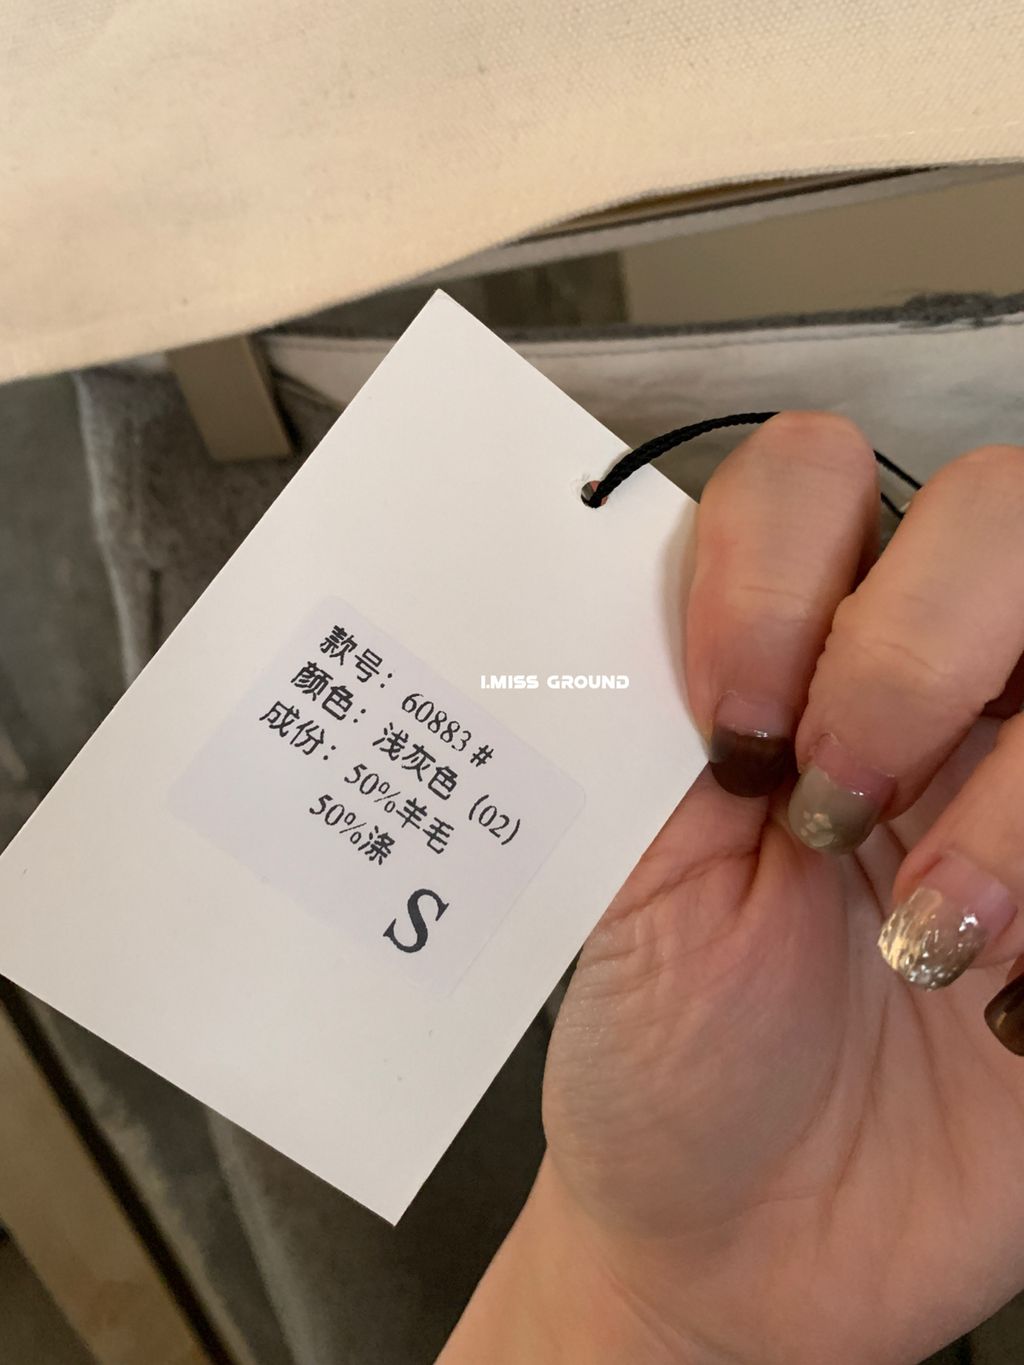 款号：60883#
颜色：浅灰色（02）
成份：50%羊毛
50%涤
S
I.MISS GROUND